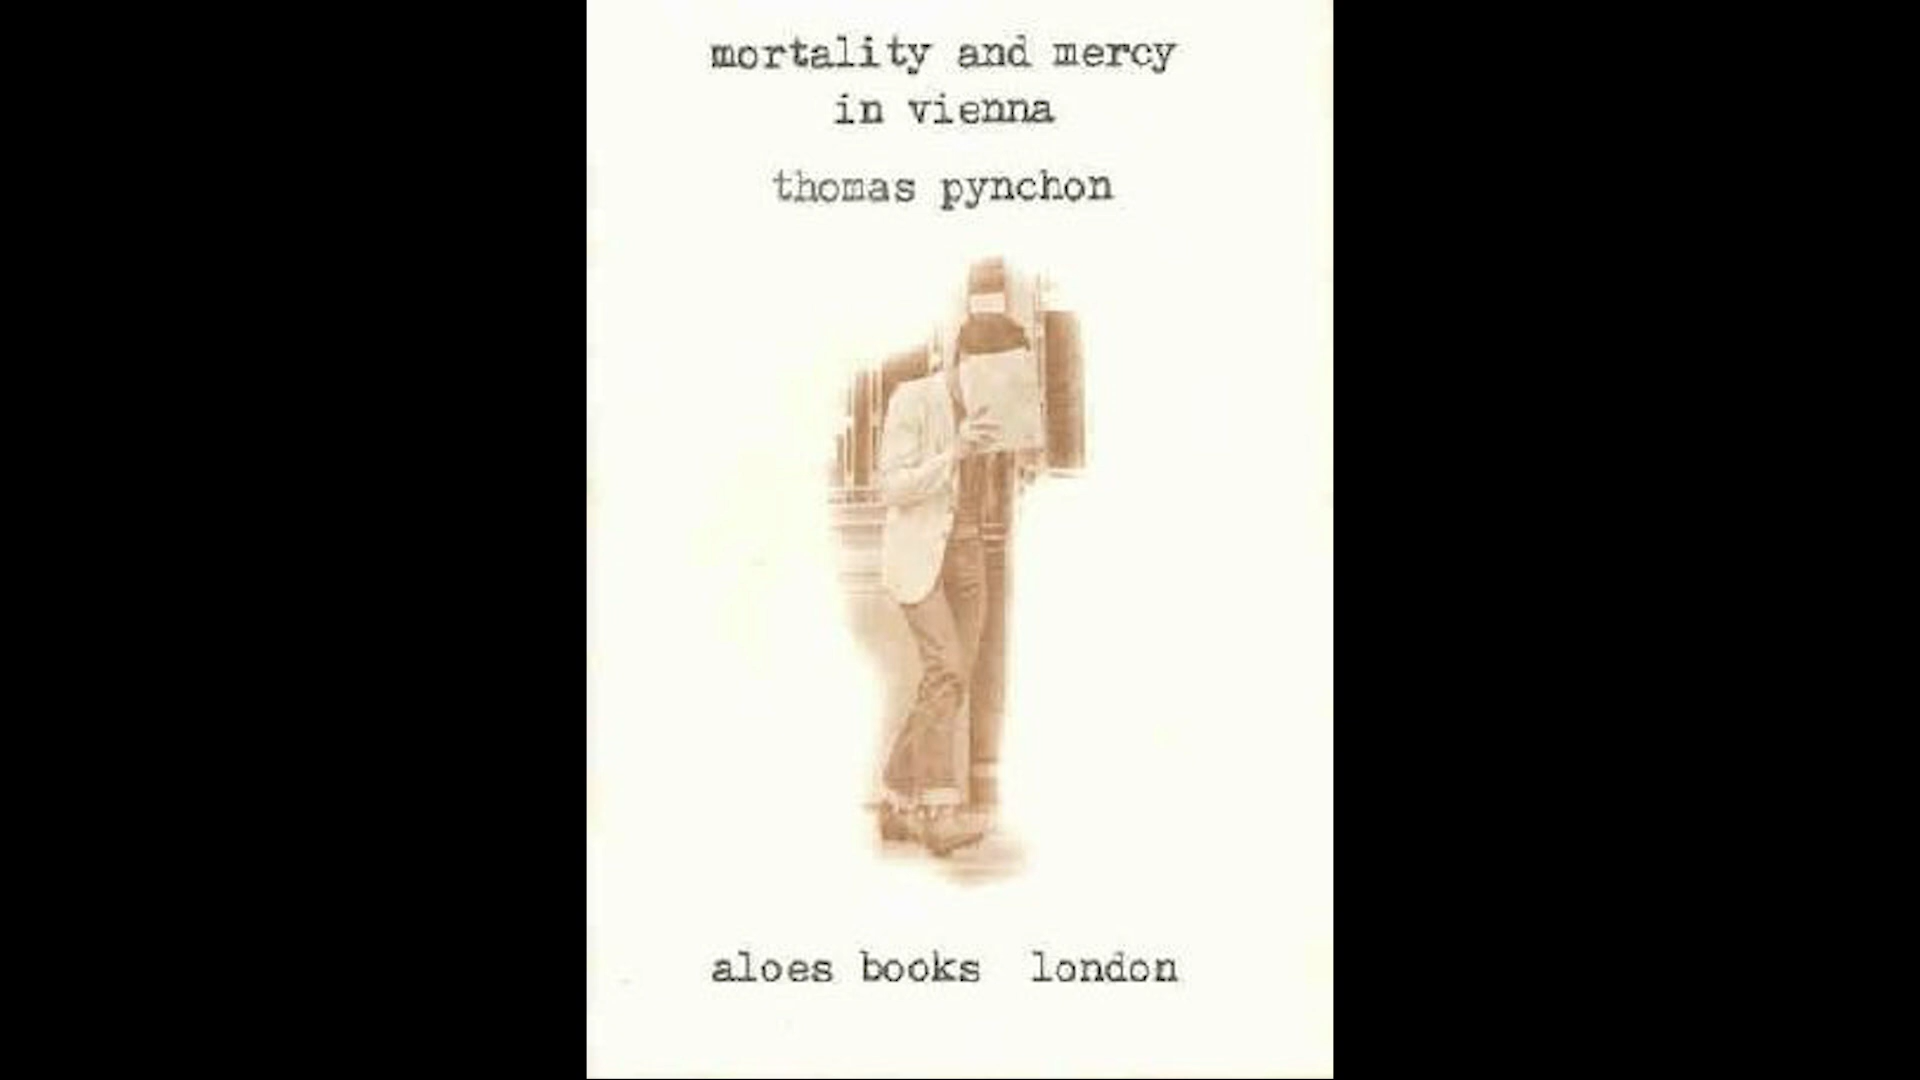 mortality and mercy
in vienna
thomas pynchon
aloes books london